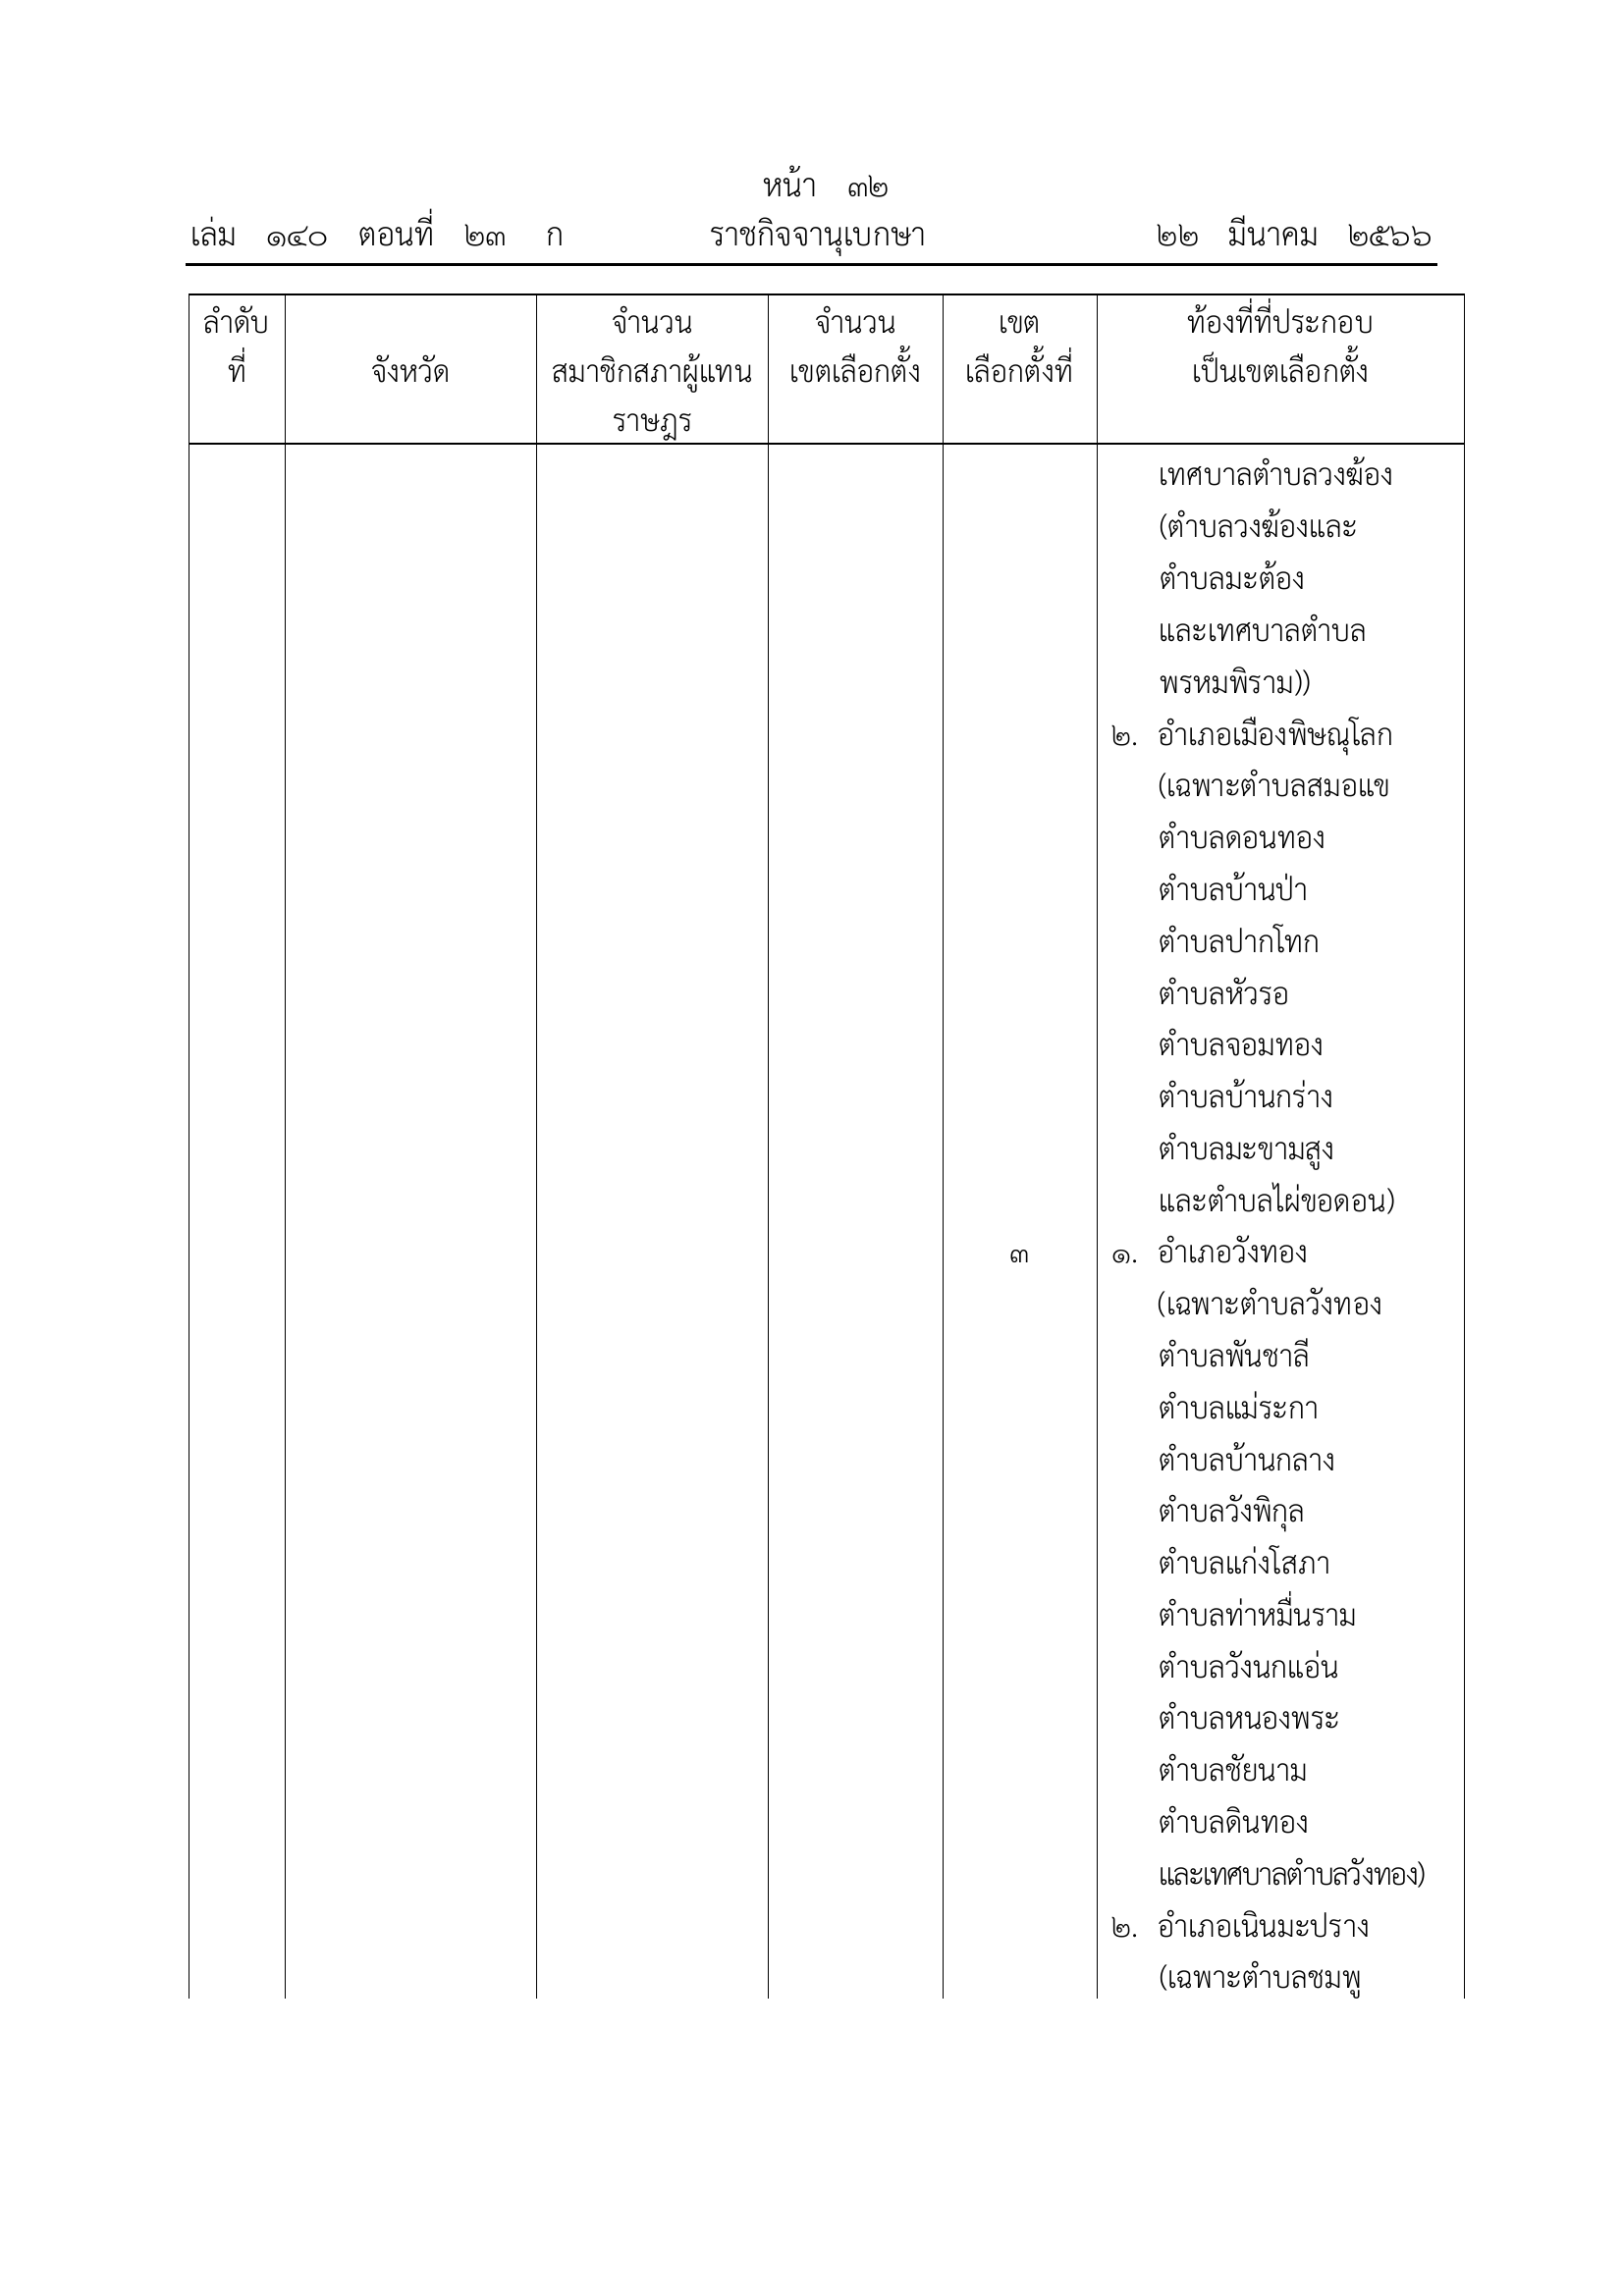 หน้า ๓๒
เล่ม ๑๔๐ ตอนที่ ๒๓ ก ราชกิจจานุเบกษา ๒๒ มีนาคม ๒๕๖๖
ลำดับ จำนวน จำนวน เขต ท้องที่ที่ประกอบ
ที่ จังหวัด สมาชิกสภาผู้แทน เขตเลือกตั้ง เลือกตั้งที่ เป็นเขตเลือกตั้ง
ราษฎร
เทศบาลตำบลวงฆ้อง
(ตำบลวงฆ้องและ
ตำบลมะต้อง
และเทศบาลตำบล
พรหมพิราม))
๒. อำเภอเมืองพิษณุโลก
(เฉพาะตำบลสมอแข
ตำบลดอนทอง
ตำบลบ้านป่า
ตำบลปากโทก
ตำบลหัวรอ
ตำบลจอมทอง
ตำบลบ้านกร่าง
ตำบลมะขามสูง
และตำบลไผ่ขอดอน)
๓ ๑. อำเภอวังทอง
(เฉพาะตำบลวังทอง
ตำบลพันชาลี
ตำบลแม่ระกา
ตำบลบ้านกลาง
ตำบลวังพิกุล
ตำบลแก่งโสภา
ตำบลท่าหมื่นราม
ตำบลวังนกแอ่น
ตำบลหนองพระ
ตำบลชัยนาม
ตำบลดินทอง
และเทศบาลตำบลวังทอง)
๒. อำเภอเนินมะปราง
(เฉพาะตำบลชมพู